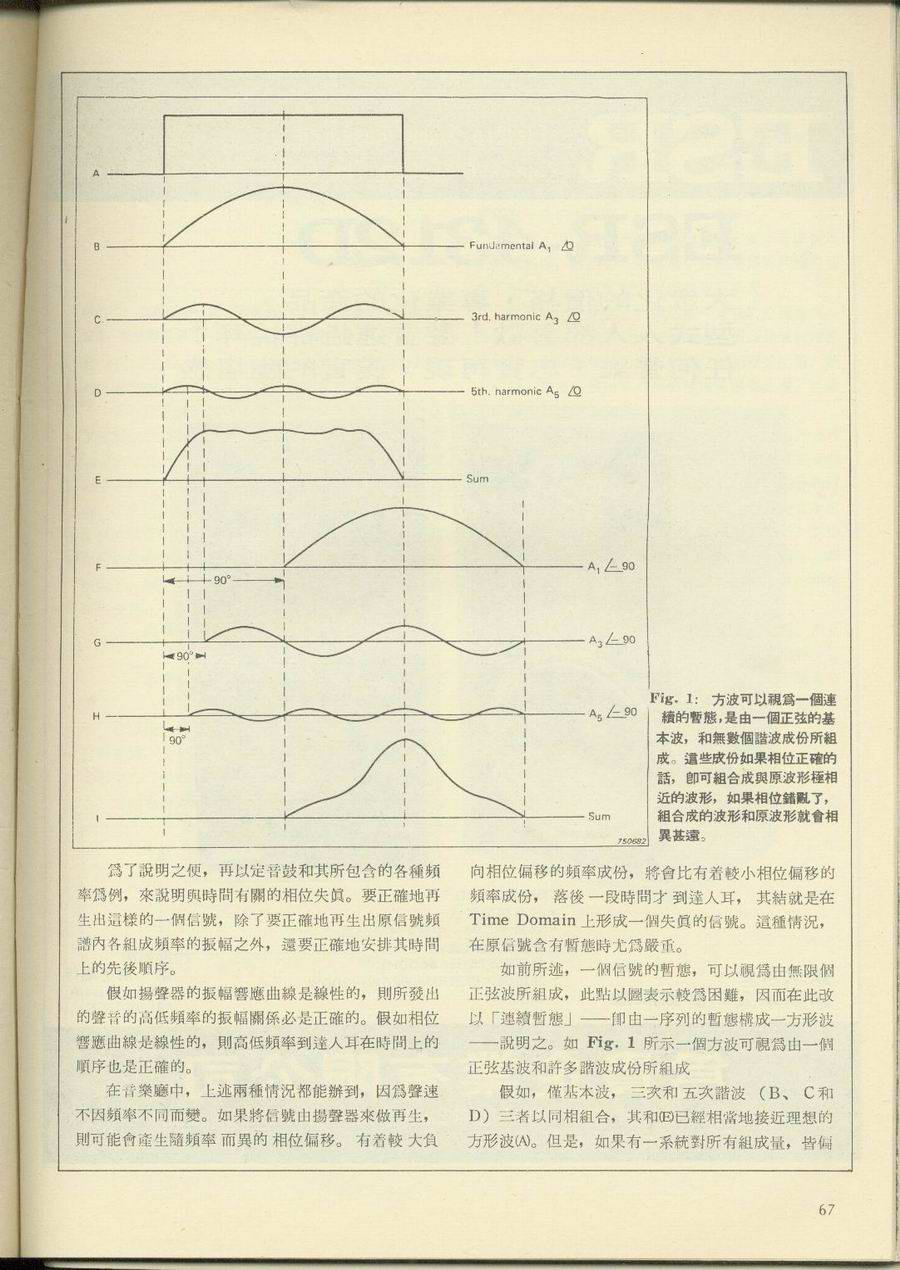 A
B
Fundamental A₁ ∠0
C
3rd. harmonic A₃ ∠0
D
5th. harmonic A₅ ∠0
E
Sum
F
A₁ ∠-90
90°
G
A₃ ∠-90
90°
H
A₅ ∠-90
90°
I
Sum
750682
Fig. 1: 方波可以視爲一個連
續的暫態，是由一個正弦的基
本波，和無數個諧波成份所組
成。這些成份如果相位正確的
話，卽可組合成與原波形極相
近的波形，如果相位錯亂了，
組合成的波形和原波形就會相
異甚遠。
爲了說明之便，再以定音鼓和其所包含的各種頻
率爲例，來說明與時間有關的相位失眞。要正確地再
生出這樣的一個信號，除了要正確地再生出原信號頻
譜內各組成頻率的振幅之外，還要正確地安排其時間
上的先後順序。
假如揚聲器的振幅響應曲線是線性的，則所發出
的聲音的高低頻率的振幅關係必是正確的。假如相位
響應曲線是線性的，則高低頻率到達人耳在時間上的
順序也是正確的。
在音樂廳中，上述兩種情況都能辦到，因爲聲速
不因頻率不同而變。如果將信號由揚聲器來做再生，
則可能會產生隨頻率而異的相位偏移。有着較大負
向相位偏移的頻率成份，將會比有着較小相位偏移的
頻率成份，落後一段時間才到達人耳，其結就是在
Time Domain 上形成一個失眞的信號。這種情況，
在原信號含有暫態時尤爲嚴重。
如前所述，一個信號的暫態，可以視爲由無限個
正弦波所組成，此點以圖表示較爲困難，因而在此改
以「連續暫態」——卽由一序列的暫態構成一方形波
——說明之。如 Fig. 1 所示一個方波可視爲由一個
正弦基波和許多諧波成份所組成
假如，僅基本波，三次和五次諧波（B、C和
D）三者以同相組合，其和(E)已經相當地接近理想的
方形波(A)。但是，如果有一系統對所有組成量，皆偏
67